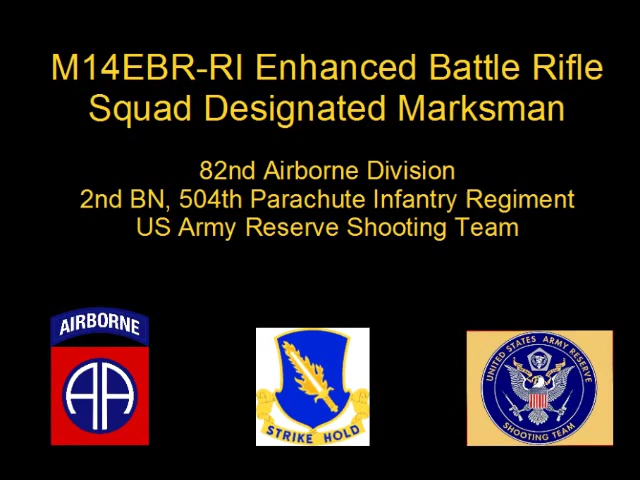 M14EBR-RI Enhanced Battle Rifle
Squad Designated Marksman
82nd Airborne Division
2nd BN, 504th Parachute Infantry Regiment
US Army Reserve Shooting Team
AIRBORNE
AA
STRIKE HOLD
UNITED STATES ARMY RESERVE
SHOOTING TEAM